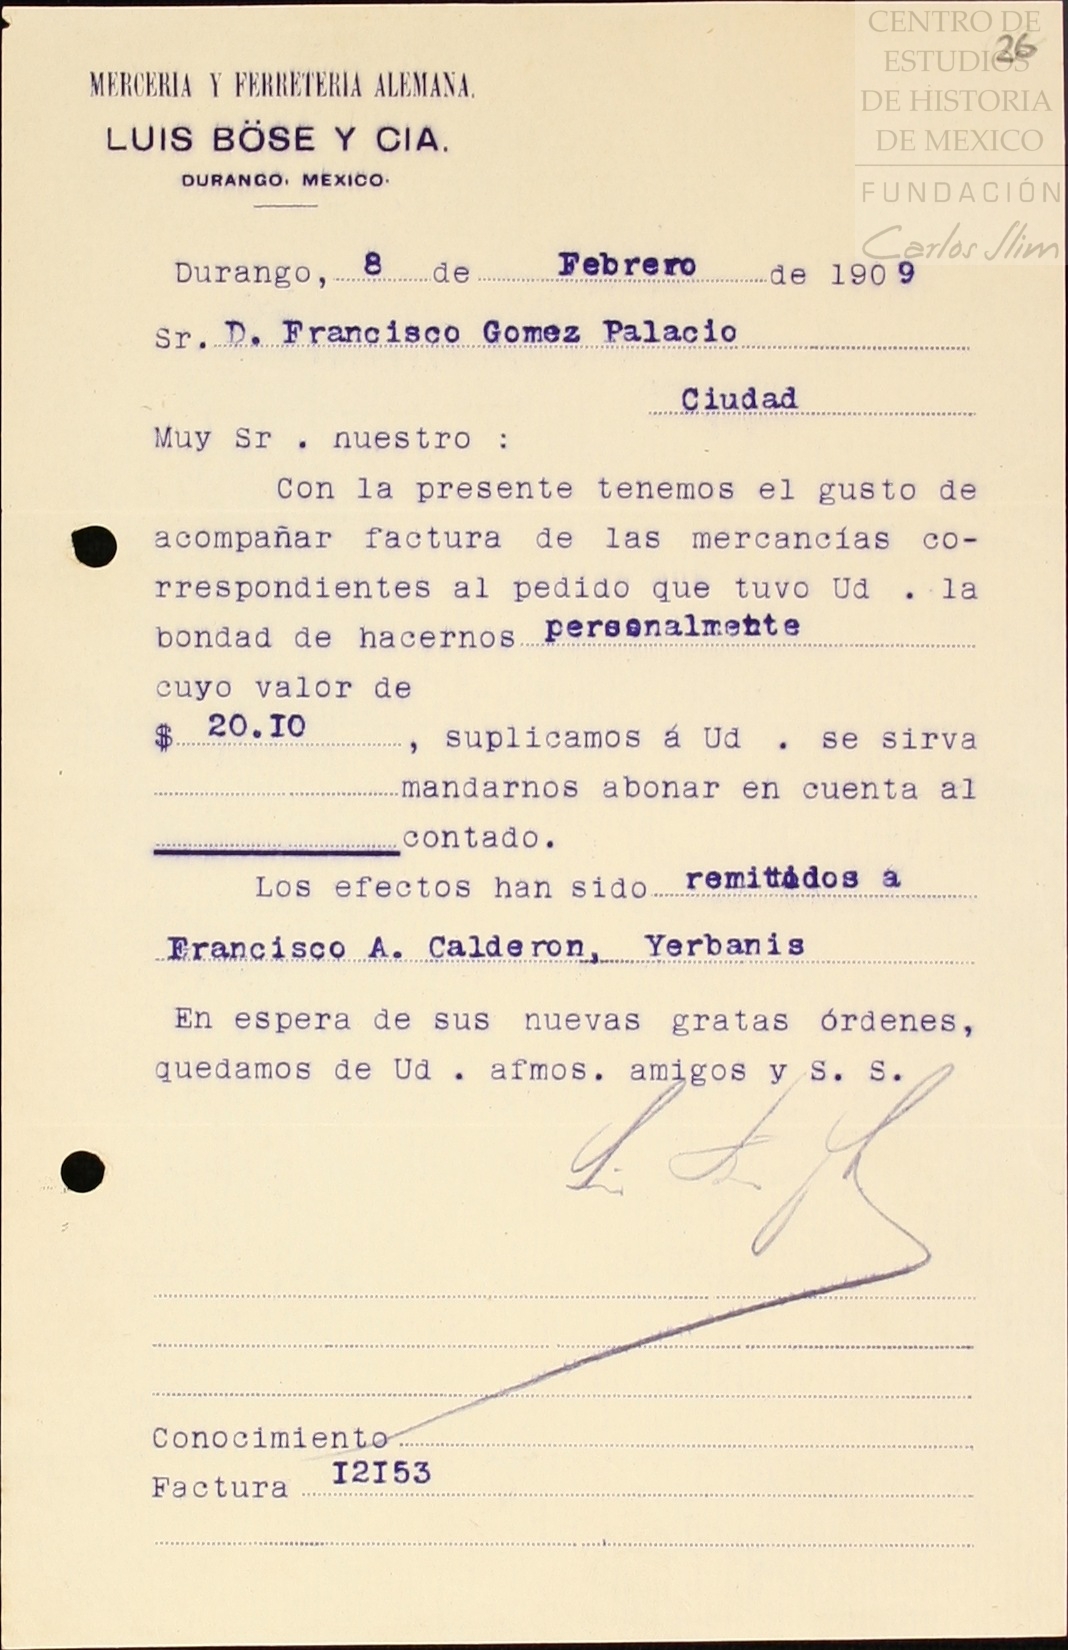 CENTRO DE
ESTUDIOS
DE HISTORIA
DE MEXICO
FUNDACIÓN
Carlos Slim
26
MERCERIA Y FERRETERIA ALEMANA.
LUIS BÖSE Y CIA.
DURANGO, MEXICO.
Durango, 8 de Febrero de 1909
Sr. D. Francisco Gomez Palacio
Ciudad
Muy Sr . nuestro :
Con la presente tenemos el gusto de
acompañar factura de las mercancías co-
rrespondientes al pedido que tuvo Ud . la
bondad de hacernos personalmente
cuyo valor de
$ 20.I0 , suplicamos á Ud . se sirva
mandarnos abonar en cuenta al
contado.
Los efectos han sido remitidos a
Francisco A. Calderon, Yerbanis
En espera de sus nuevas gratas órdenes,
quedamos de Ud . afmos. amigos y S. S.
Conocimiento
Factura I2I53